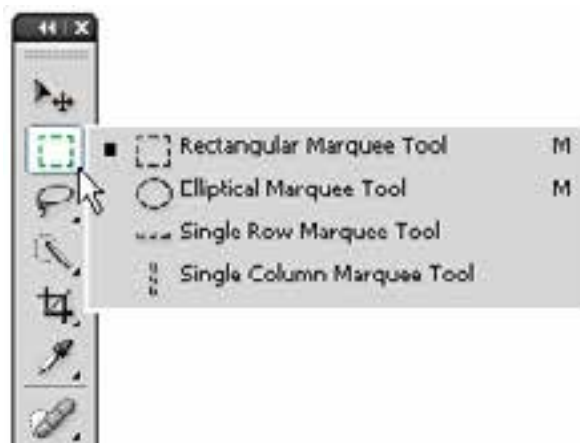 Rectangular Marquee Tool M
Elliptical Marquee Tool M
Single Row Marquee Tool
Single Column Marquee Tool